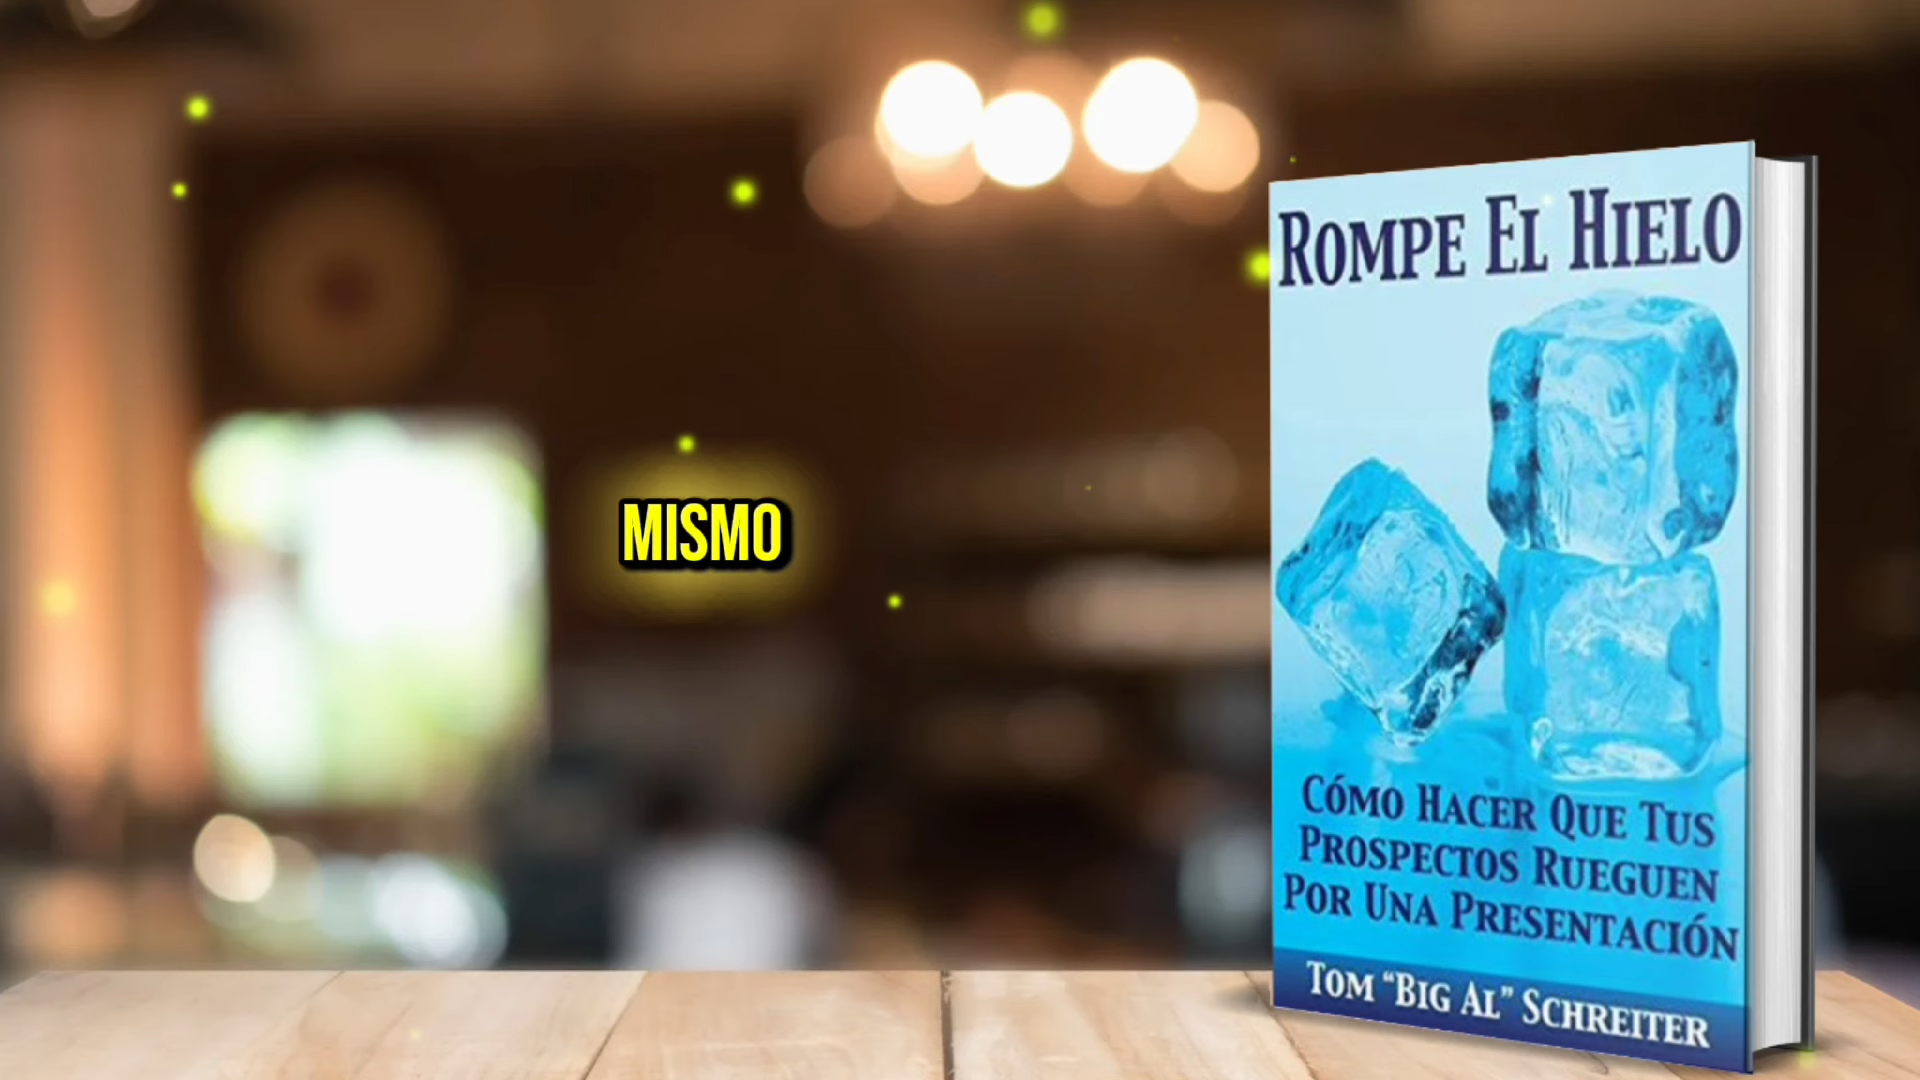 MISMO
ROMPE EL HIELO
CÓMO HACER QUE TUS
PROSPECTOS RUEGUEN
POR UNA PRESENTACIÓN
TOM “BIG AL” SCHREITER